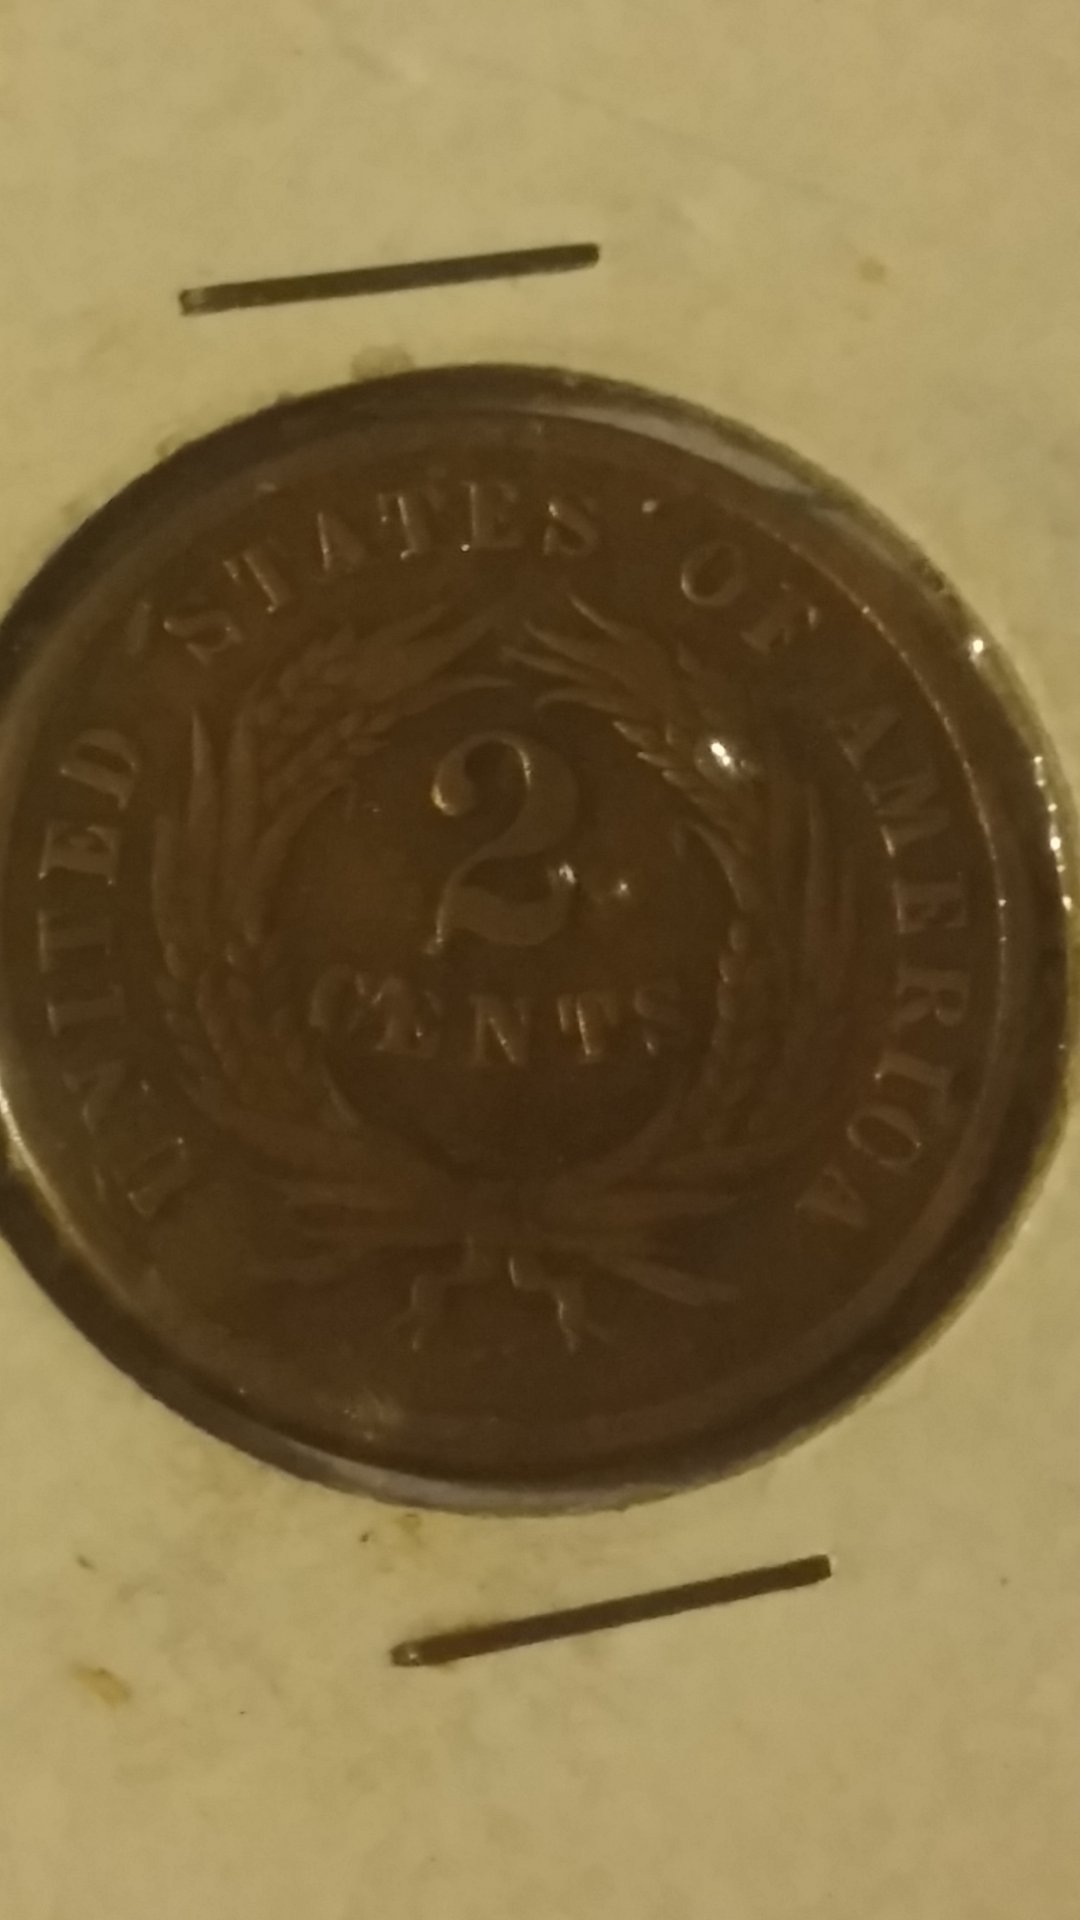 UNITED STATES OF AMERICA
2
CENTS